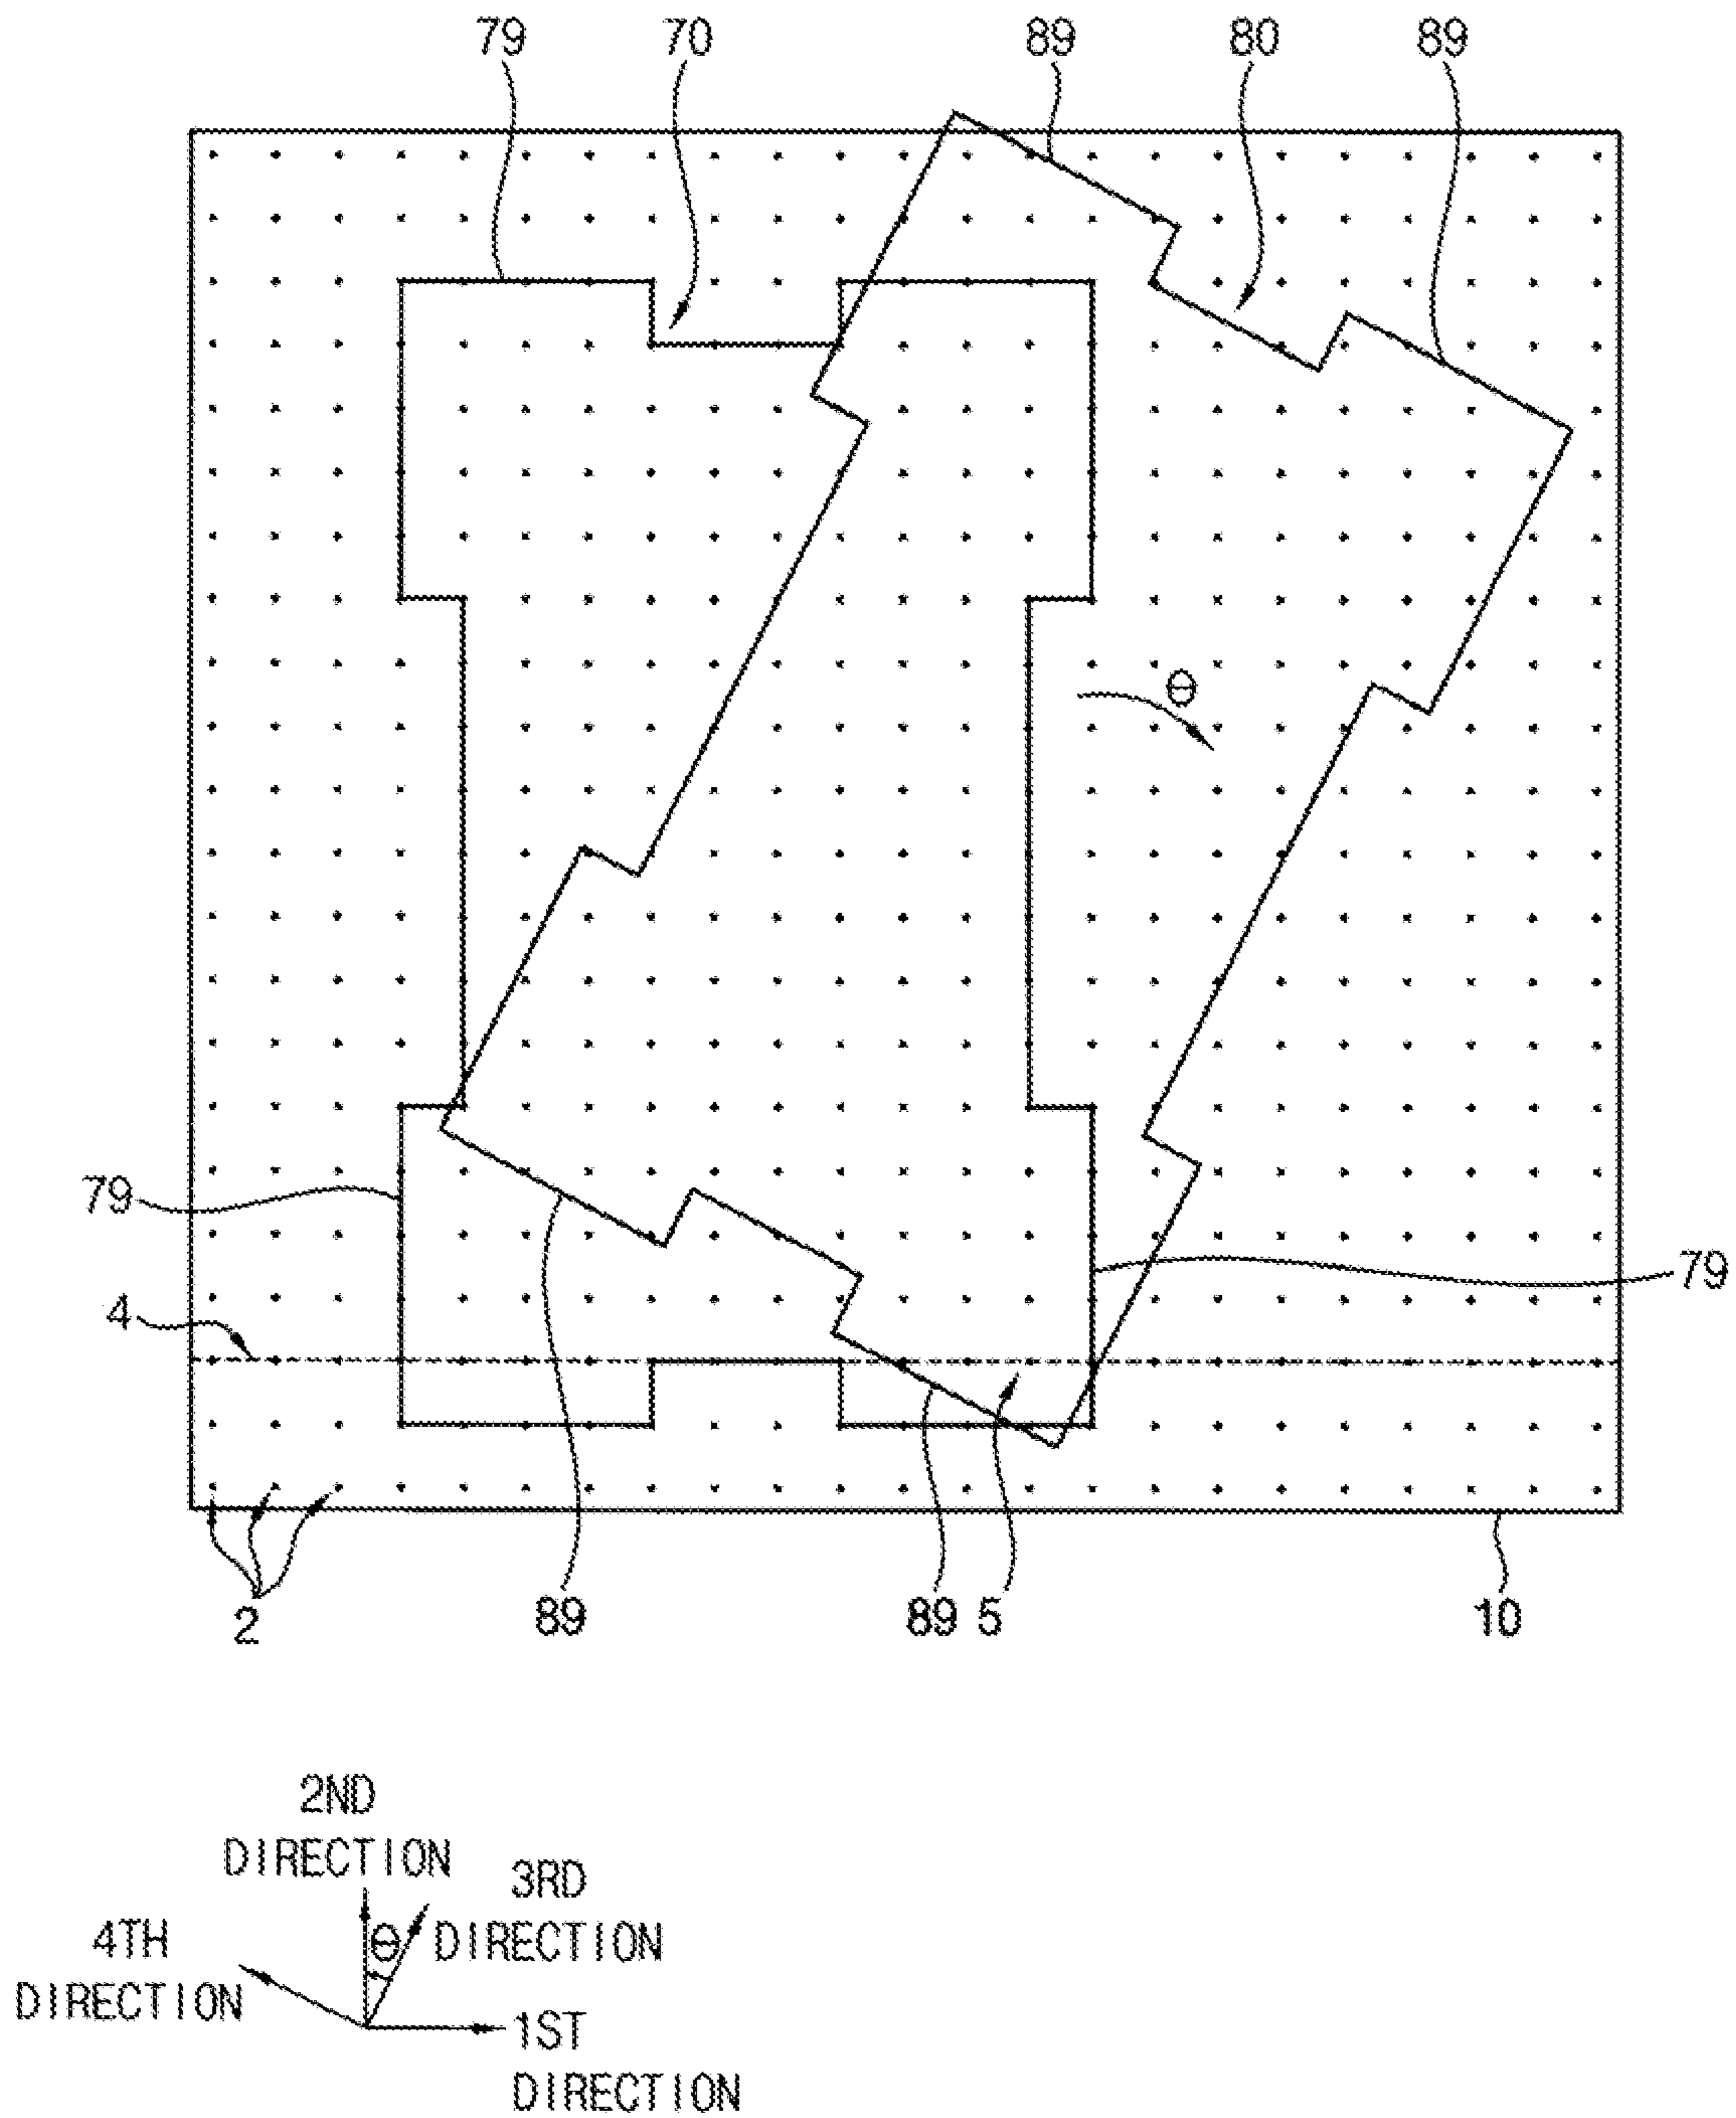 79 70 89 80 89
θ
79
79
4
2 89 89 5 10
2ND
DIRECTION
3RD
DIRECTION
θ
4TH
DIRECTION
1ST
DIRECTION